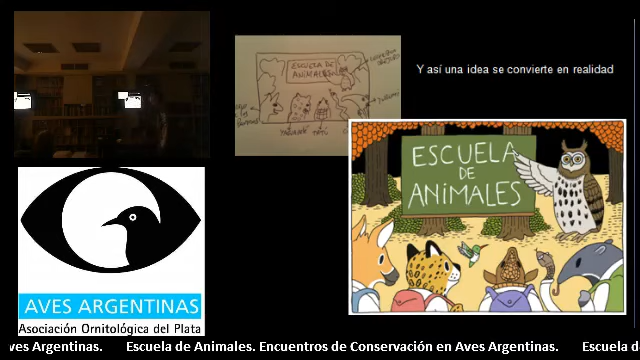 Y así una idea se convierte en realidad
ESCUELA DE
ANIMALES
ESCUELA
DE
ANIMALES
AVES ARGENTINAS
Asociación Ornitológica del Plata
ves Argentinas. Escuela de Animales. Encuentros de Conservación en Aves Argentinas. Escuela d